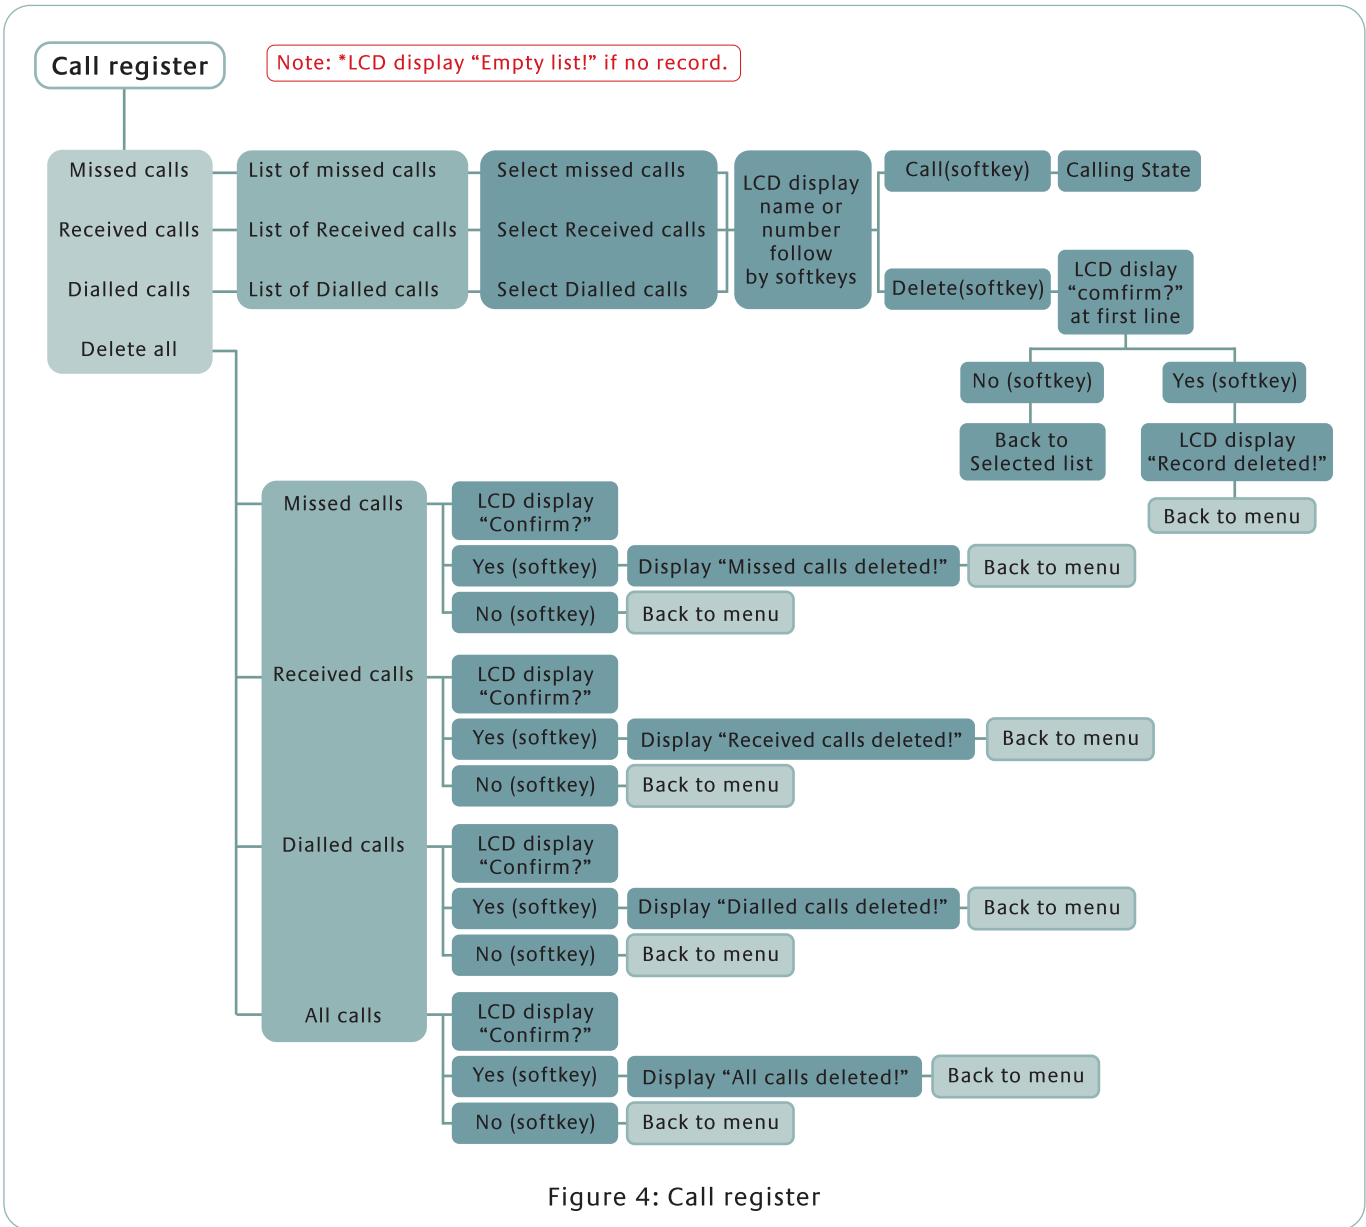 Call register
Note: *LCD display “Empty list!” if no record.
Missed calls
List of missed calls
Select missed calls
Received calls
List of Received calls
Select Received calls
Dialled calls
List of Dialled calls
Select Dialled calls
Delete all
LCD display
name or
number
follow
by softkeys
Call(softkey)
Calling State
Delete(softkey)
LCD dislay
“comfirm?”
at first line
No (softkey)
Yes (softkey)
Back to
Selected list
LCD display
“Record deleted!”
Back to menu
Missed calls
LCD display
“Confirm?”
Yes (softkey)
Display “Missed calls deleted!”
Back to menu
No (softkey)
Back to menu
Received calls
LCD display
“Confirm?”
Yes (softkey)
Display “Received calls deleted!”
Back to menu
No (softkey)
Back to menu
Dialled calls
LCD display
“Confirm?”
Yes (softkey)
Display “Dialled calls deleted!”
Back to menu
No (softkey)
Back to menu
All calls
LCD display
“Confirm?”
Yes (softkey)
Display “All calls deleted!”
Back to menu
No (softkey)
Back to menu
Figure 4: Call register